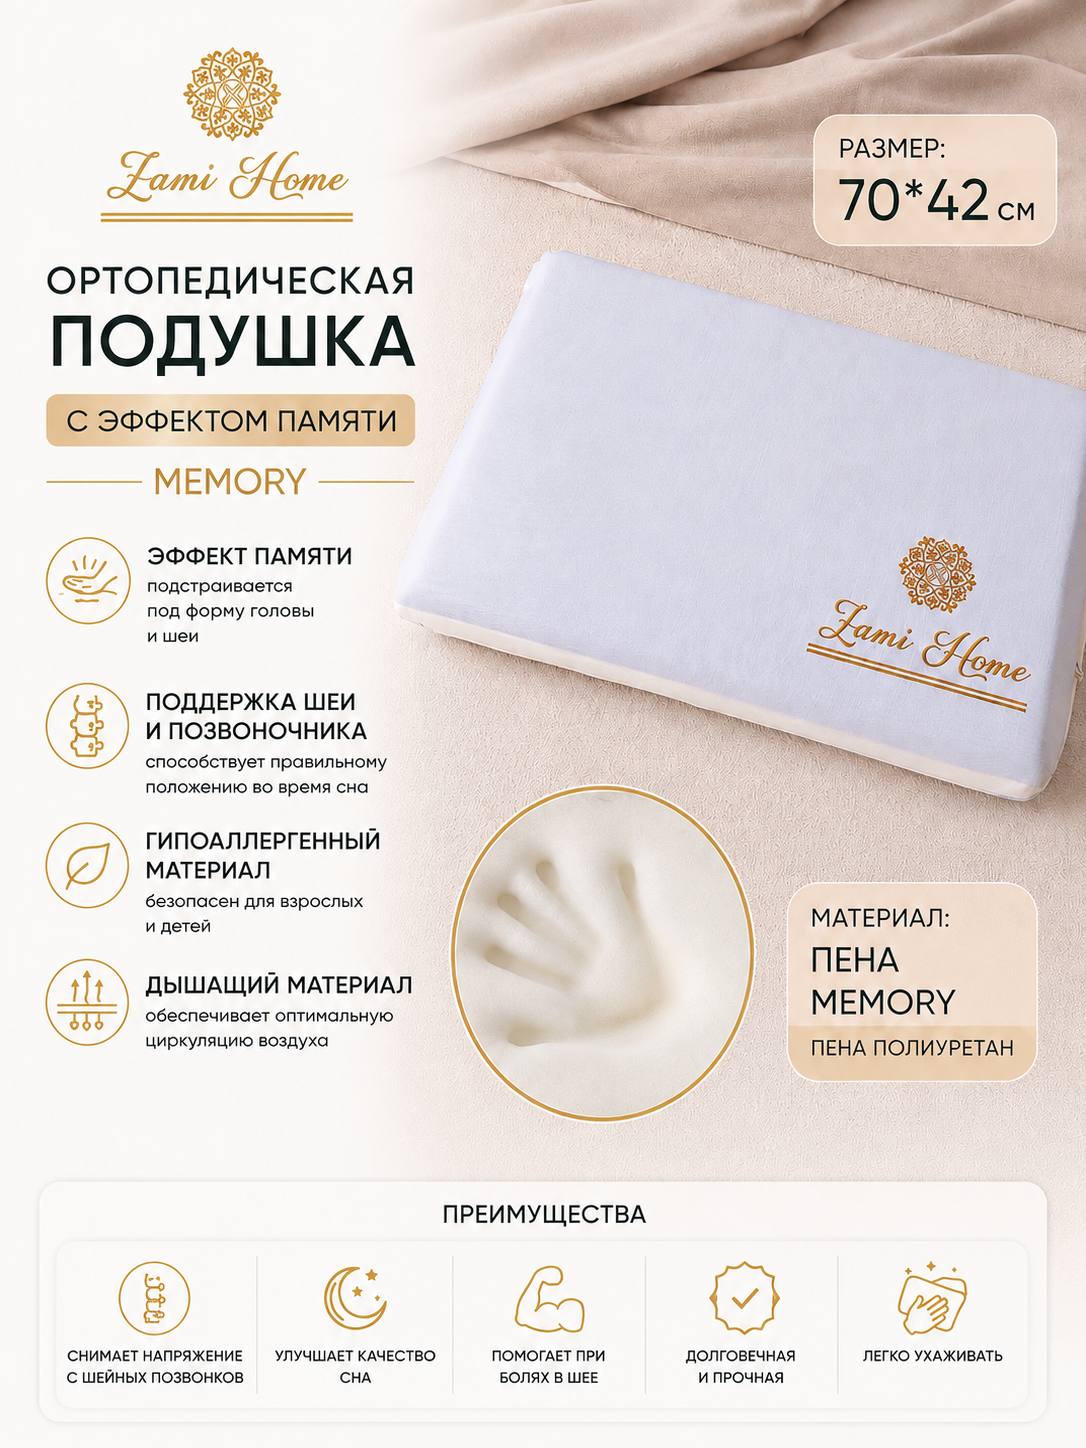 Zami Home
ОРТОПЕДИЧЕСКАЯ
ПОДУШКА
С ЭФФЕКТОМ ПАМЯТИ
MEMORY
ЭФФЕКТ ПАМЯТИ
подстраивается
под форму головы
и шеи
ПОДДЕРЖКА ШЕИ
И ПОЗВОНОЧНИКА
способствует правильному
положению во время сна
ГИПОАЛЛЕРГЕННЫЙ
МАТЕРИАЛ
безопасен для взрослых
и детей
ДЫШАЩИЙ МАТЕРИАЛ
обеспечивает оптимальную
циркуляцию воздуха
РАЗМЕР:
70*42 СМ
Zami Home
МАТЕРИАЛ:
ПЕНА
MEMORY
ПЕНА ПОЛИУРЕТАН
ПРЕИМУЩЕСТВА
СНИМАЕТ НАПРЯЖЕНИЕ
С ШЕЙНЫХ ПОЗВОНКОВ
УЛУЧШАЕТ КАЧЕСТВО
СНА
ПОМОГАЕТ ПРИ
БОЛЯХ В ШЕЕ
ДОЛГОВЕЧНАЯ
И ПРОЧНАЯ
ЛЕГКО УХАЖИВАТЬ